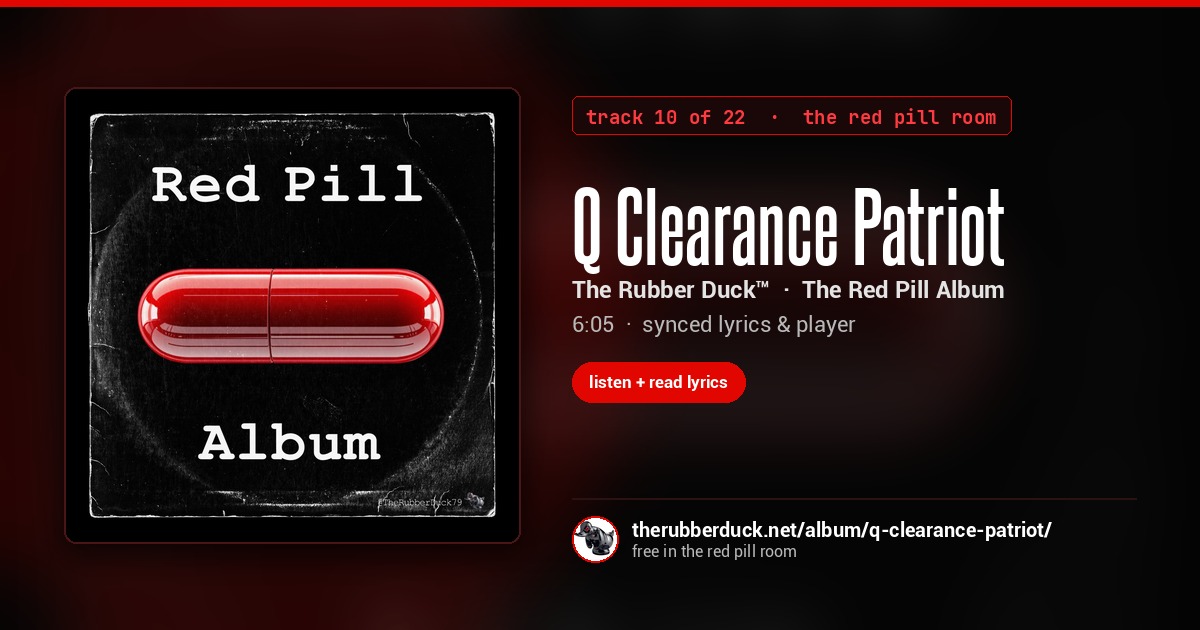 Red Pill
Album
#TheRubberDuck79
track 10 of 22 · the red pill room
Q Clearance Patriot
The Rubber Duck™ · The Red Pill Album
6:05 · synced lyrics & player
listen + read lyrics
therubberduck.net/album/q-clearance-patriot/
free in the red pill room